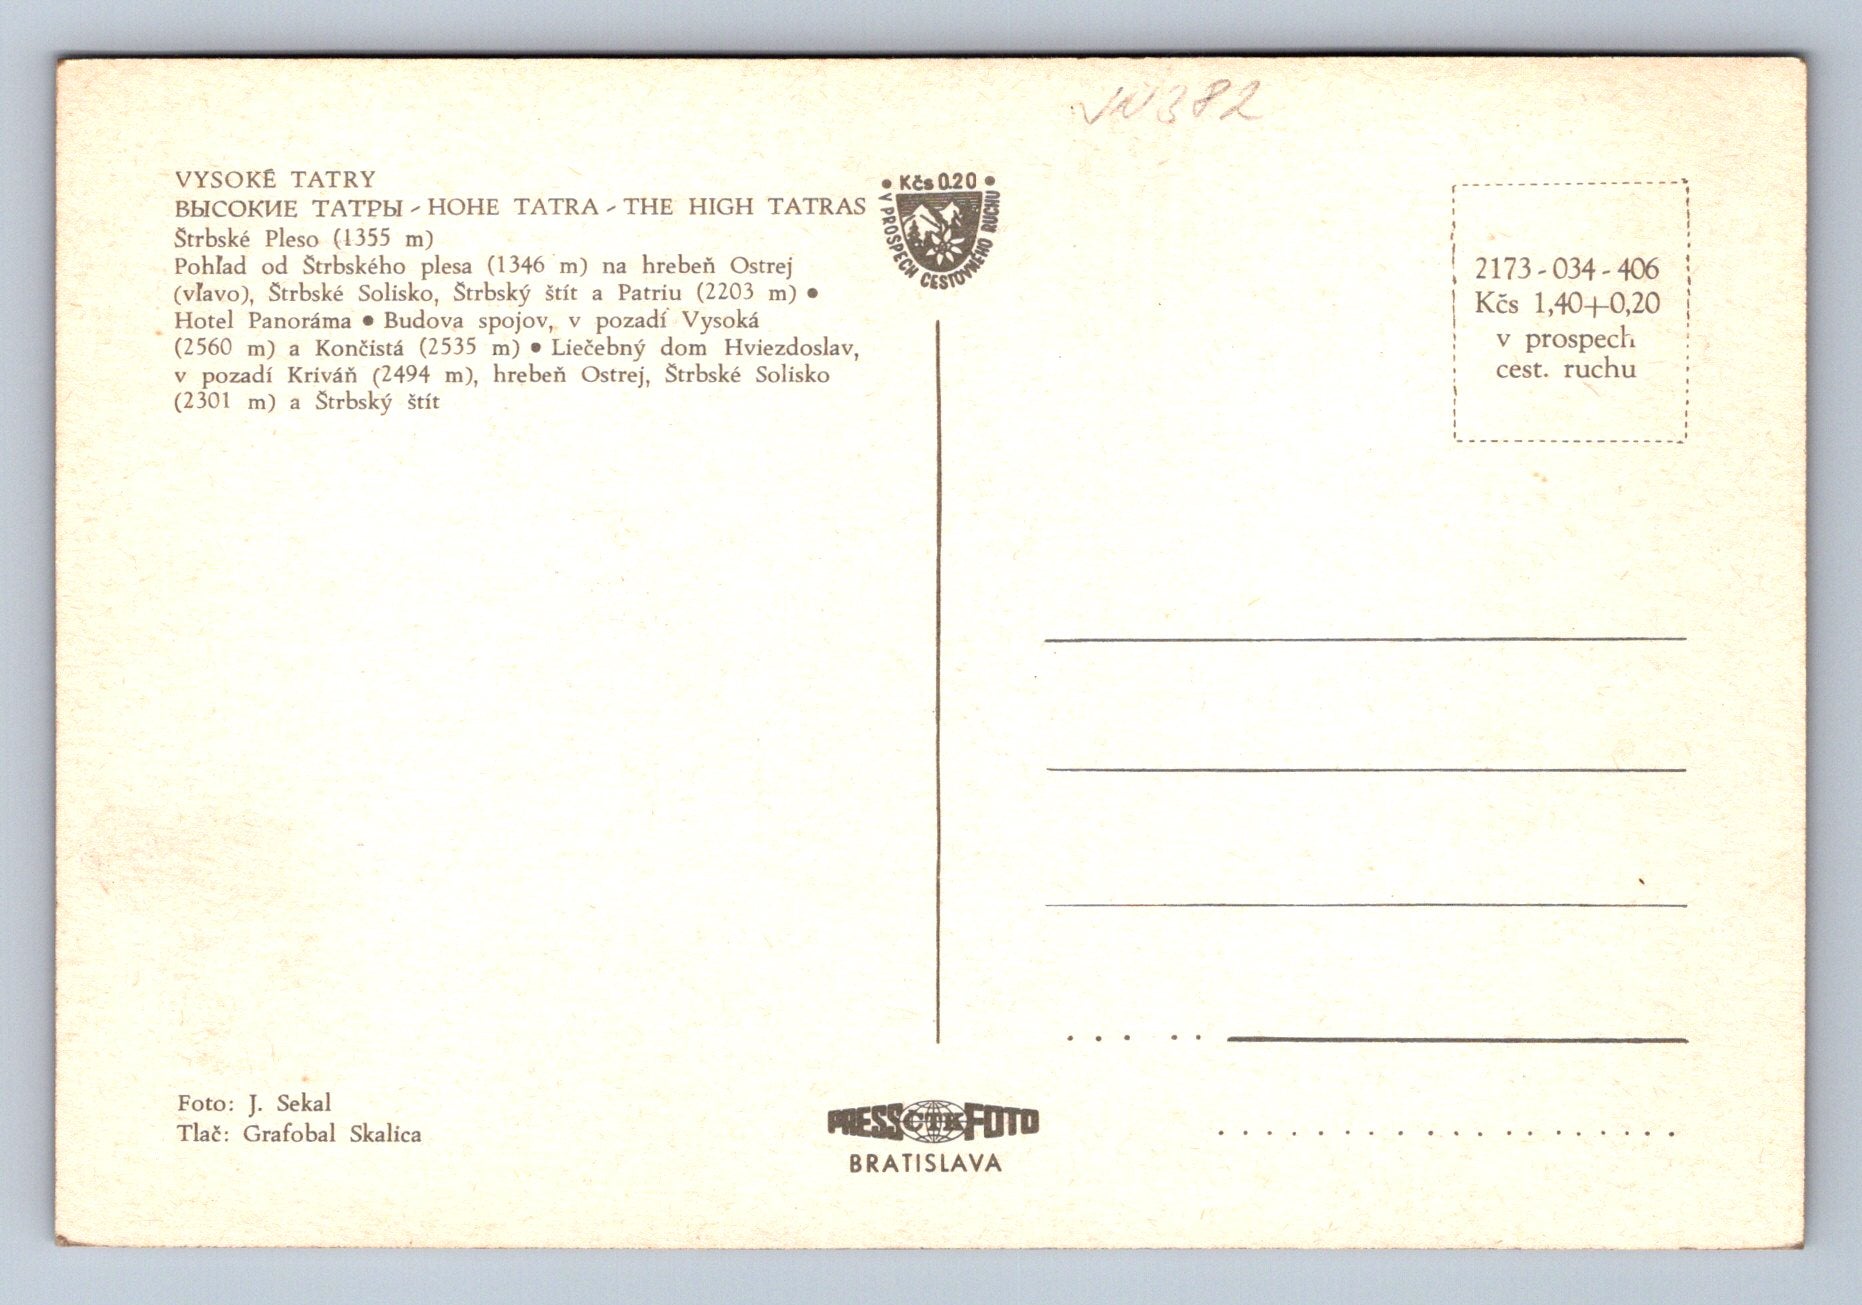 VV382
VYSOKÉ TATRY
ВЫСОКИЕ ТАТРЫ - HOHE TATRA - THE HIGH TATRAS
Štrbské Pleso (1355 m)
Pohľad od Štrbského plesa (1346 m) na hrebeň Ostrej
(vľavo), Štrbské Solisko, Štrbský štít a Patriu (2203 m) •
Hotel Panoráma • Budova spojov, v pozadí Vysoká
(2560 m) a Končistá (2535 m) • Liečebný dom Hviezdoslav,
v pozadí Kriváň (2494 m), hrebeň Ostrej, Štrbské Solisko
(2301 m) a Štrbský štít
• Kčs 0.20 •
V PROSPECH CESTOVNÉHO RUCHU
2173 - 034 - 406
Kčs 1,40+0,20
v prospech
cest. ruchu
Foto: J. Sekal
Tlač: Grafobal Skalica
PRESS ČTK FOTO
BRATISLAVA